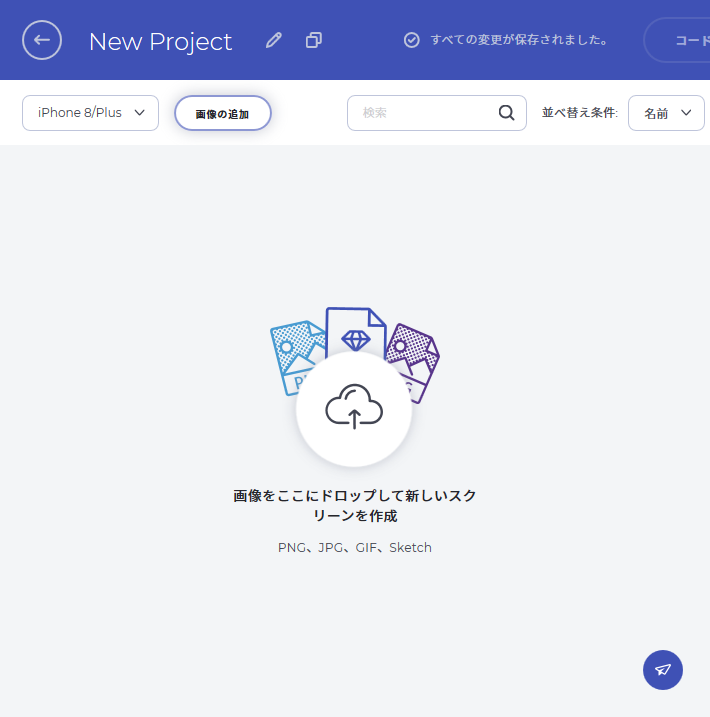 New Project
すべての変更が保存されました。
コード
iPhone 8/Plus
画像の追加
検索
並べ替え条件:
名前
画像をここにドロップして新しいスク
リーンを作成
PNG、JPG、GIF、Sketch